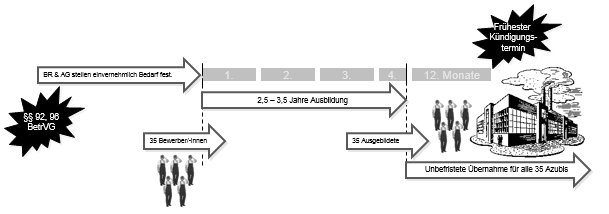 Frühester
Kündigungs-
termin
BR & AG stellen einvernehmlich Bedarf fest.
1. 2. 3. 4. 12. Monate
2,5 – 3,5 Jahre Ausbildung
§§ 92, 96
BetrVG
35 Bewerber/-innen
35 Ausgebildete
Unbefristete Übernahme für alle 35 Azubis